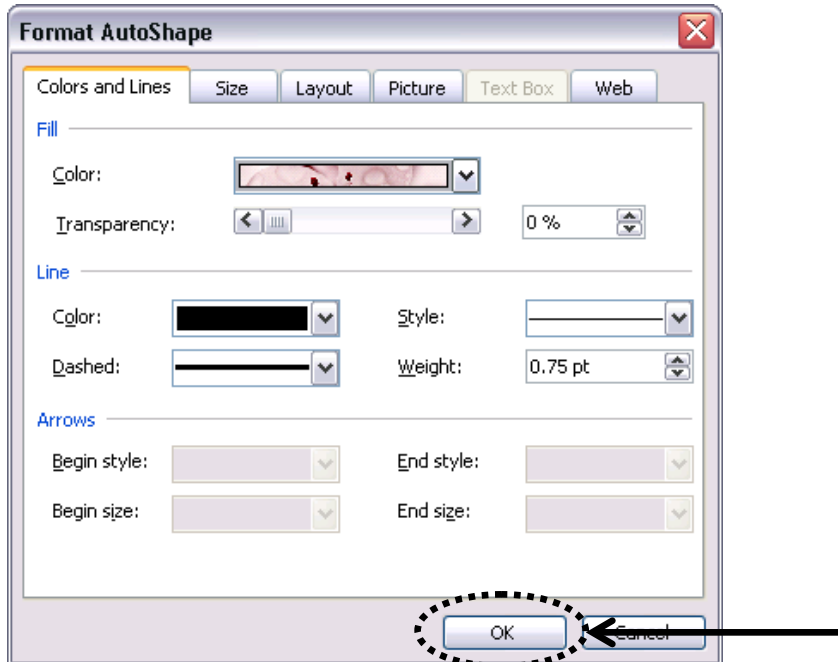 Format AutoShape
Colors and Lines Size Layout Picture Text Box Web
Fill
Color:
Transparency: 0 %
Line
Color: Style:
Dashed: Weight: 0.75 pt
Arrows
Begin style: End style:
Begin size: End size:
OK Cancel